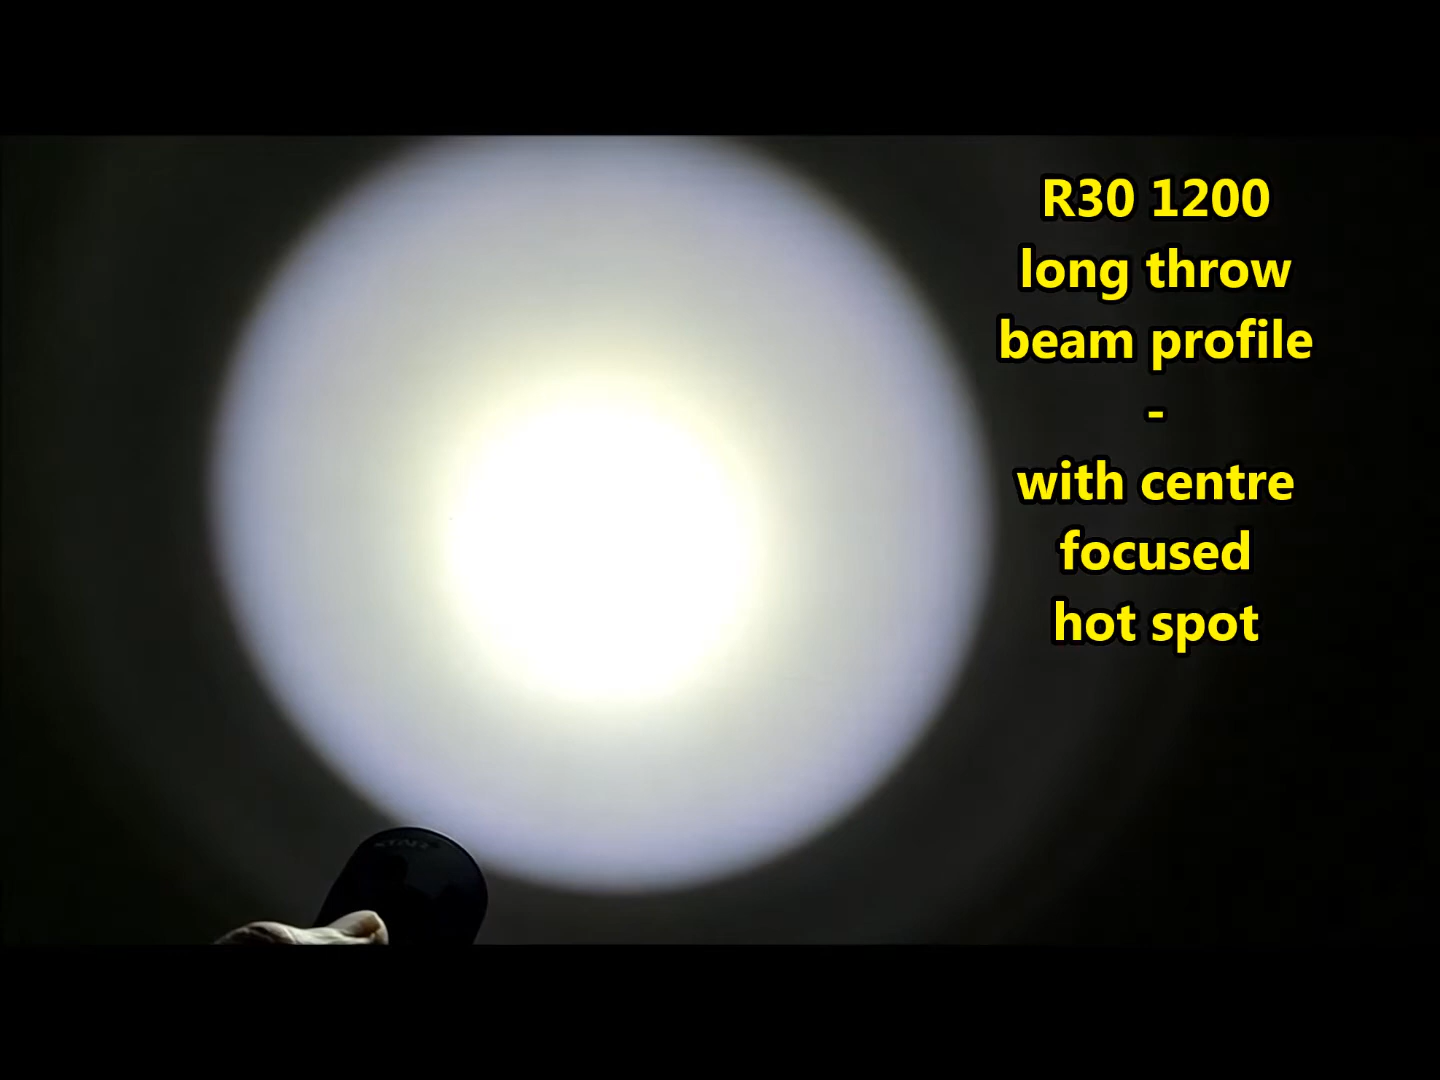 R30 1200
long throw
beam profile
-
with centre
focused
hot spot